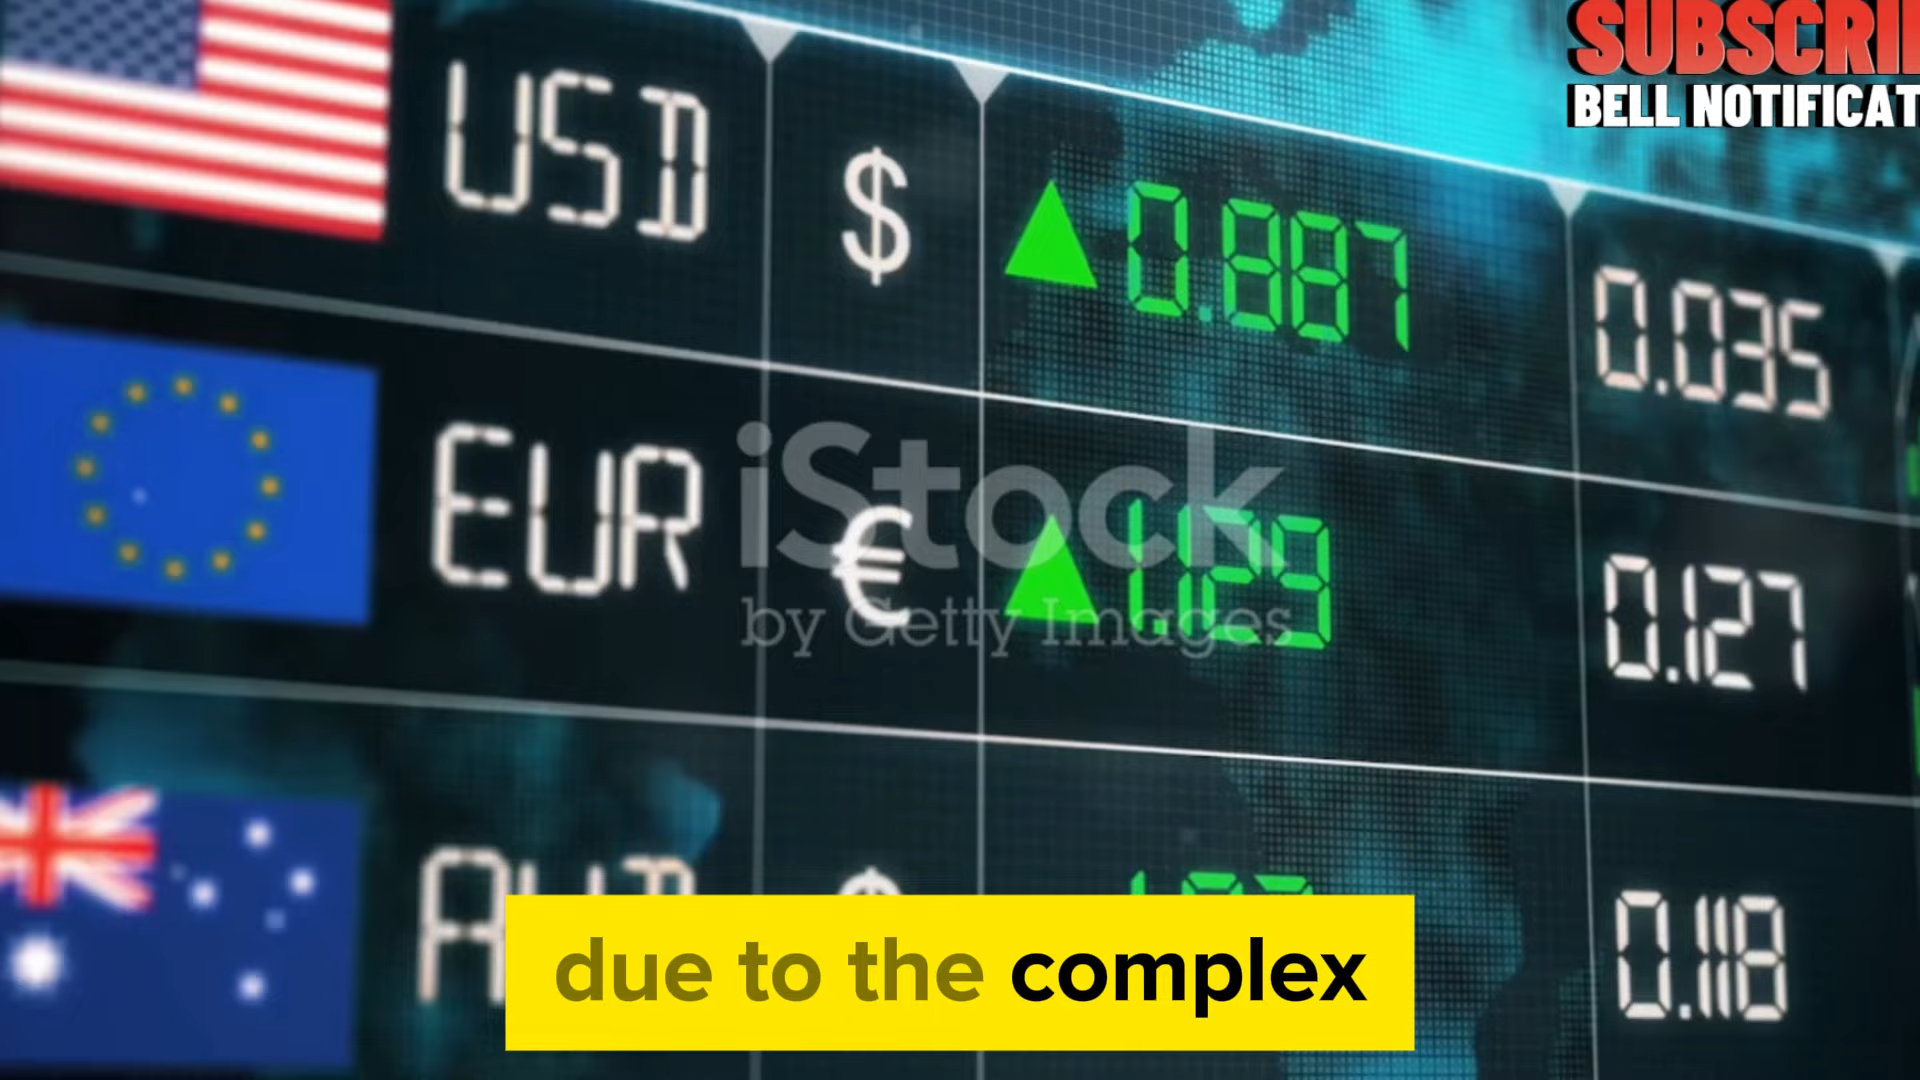 SUBSCRI
BELL NOTIFICAT
USD $ 0.887 0.035
EUR € 1.129 0.127
iStock
by Getty Images
0.118
due to the complex